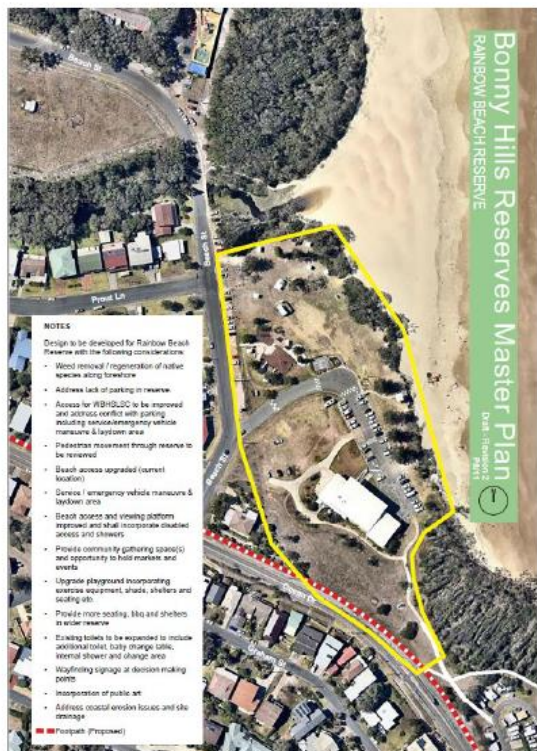 Bonny Hills Reserves Master Plan
RAINBOW BEACH RESERVE
Draft - Revision 2
Beach St
Beach St
Prout Ln
Beach St
Ocean Dr
NOTES
Design to be developed for Rainbow Beach
Reserve with the following considerations:
- Weed removal / regeneration of native
species along foreshore
- Address lack of parking in reserve.
- Access for WBHSLSC to be improved
and address conflict with parking
including service/emergency vehicle
maneuvre & laydown area
- Pedestrian movement through reserve to
be reviewed
- Beach access upgraded (current
location)
- Service / emergency vehicle maneuvre &
laydown area
- Beach access and viewing platform
improved and shall incorporate disabled
access and showers
- Provide community gathering space(s)
and opportunity to hold markets and
events
- Upgrade playground incorporating
exercise equipment, shade, shelters and
seating etc.
- Provide more seating, bbq and shelters
in wider reserve
- Existing toilets to be expanded to include
additional toilet, baby change table,
internal shower and change area
- Wayfinding signage at decision making
points
- Incorporation of public art
- Address coastal erosion issues and site
drainage
Footpath (Proposed)